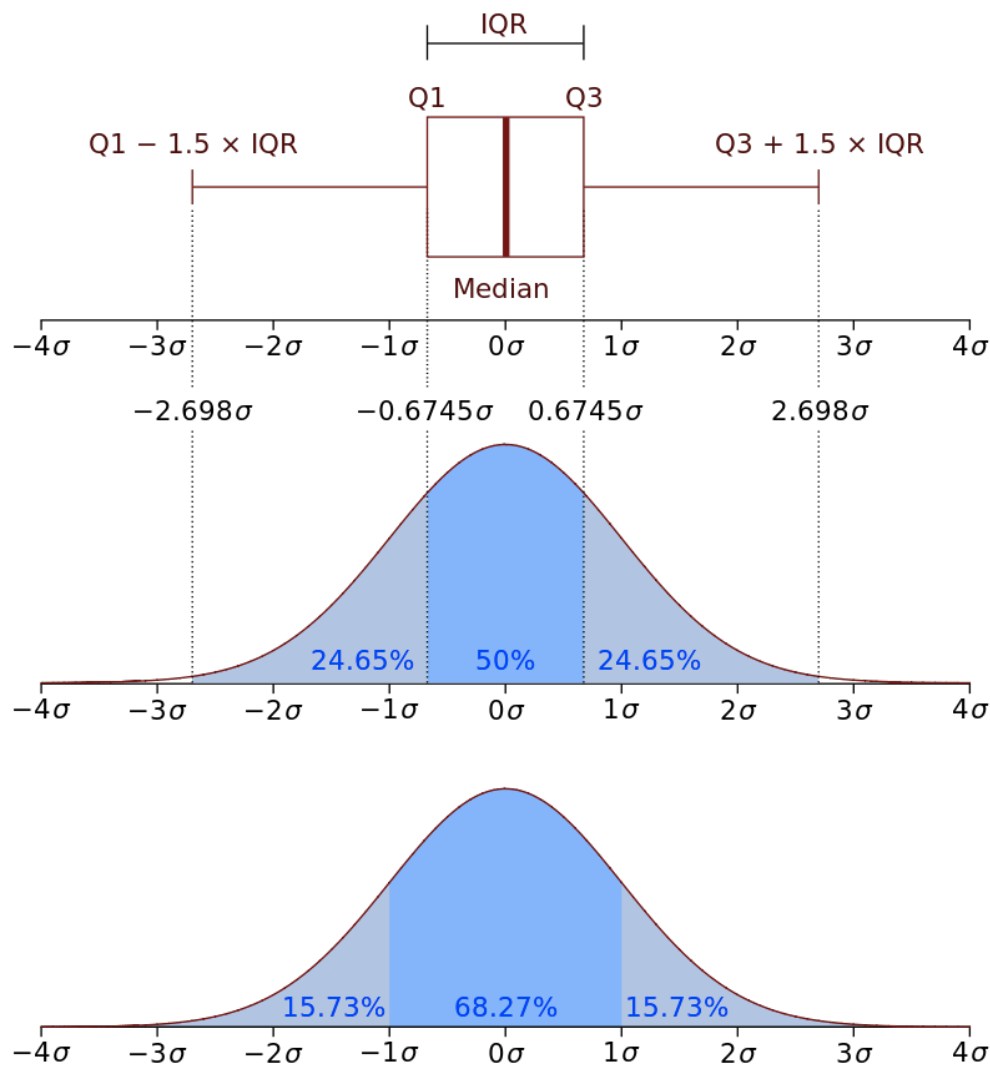 IQR
Q1 Q3
Q1 − 1.5 × IQR Q3 + 1.5 × IQR
Median
−4σ −3σ −2σ −1σ 0σ 1σ 2σ 3σ 4σ
−2.698σ −0.6745σ 0.6745σ 2.698σ
24.65% 50% 24.65%
−4σ −3σ −2σ −1σ 0σ 1σ 2σ 3σ 4σ
15.73% 68.27% 15.73%
−4σ −3σ −2σ −1σ 0σ 1σ 2σ 3σ 4σ